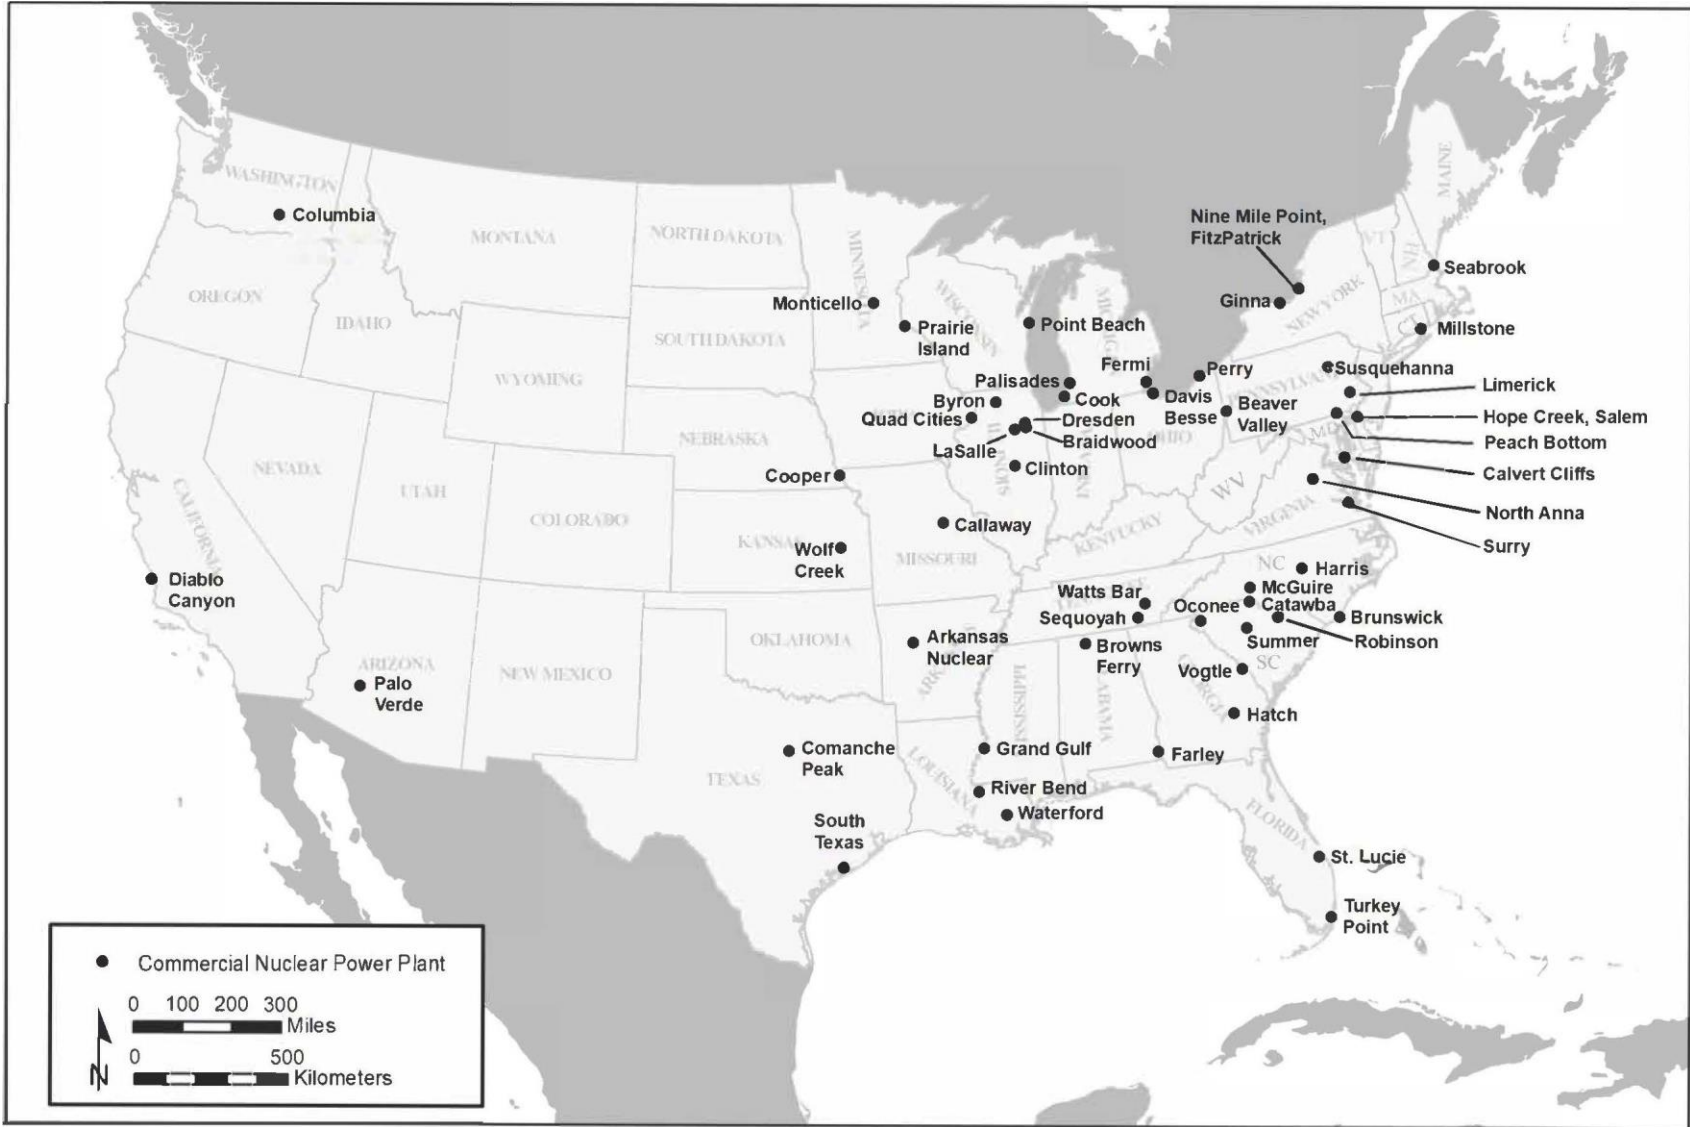 WASHINGTON
Columbia
MONTANA
NORTH DAKOTA
MINNESOTA
OREGON
IDAHO
WYOMING
SOUTH DAKOTA
Monticello
Prairie
Island
WISCONSIN
Point Beach
MICHIGAN
Nine Mile Point,
FitzPatrick
Ginna
NEW YORK
VT
NH
MAINE
Seabrook
MA
CT
Millstone
Fermi
Perry
Palisades
Cook
Davis
Besse
Beaver
Valley
PENNSYLVANIA
Susquehanna
Limerick
Hope Creek, Salem
Peach Bottom
MD
Calvert Cliffs
North Anna
Surry
Byron
Quad Cities
Dresden
Braidwood
LaSalle
Clinton
ILLINOIS
OHIO
WV
VIRGINIA
KENTUCKY
NEBRASKA
Cooper
NEVADA
UTAH
COLORADO
CALIFORNIA
KANSAS
Wolf
Creek
Callaway
MISSOURI
Diablo
Canyon
ARIZONA
Palo
Verde
NEW MEXICO
OKLAHOMA
Arkansas
Nuclear
Watts Bar
Sequoyah
Browns
Ferry
NC
Harris
McGuire
Catawba
Oconee
Brunswick
Robinson
Summer
SC
Vogtle
GEORGIA
Hatch
MISSISSIPPI
Farley
Comanche
Peak
TEXAS
South
Texas
LOUISIANA
Grand Gulf
River Bend
Waterford
FLORIDA
St. Lucie
Turkey
Point
Commercial Nuclear Power Plant
0 100 200 300
Miles
0 500
Kilometers
N